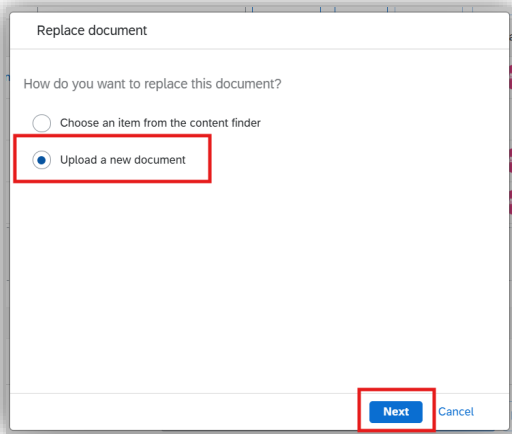 Replace document
How do you want to replace this document?
Choose an item from the content finder
Upload a new document
Next
Cancel